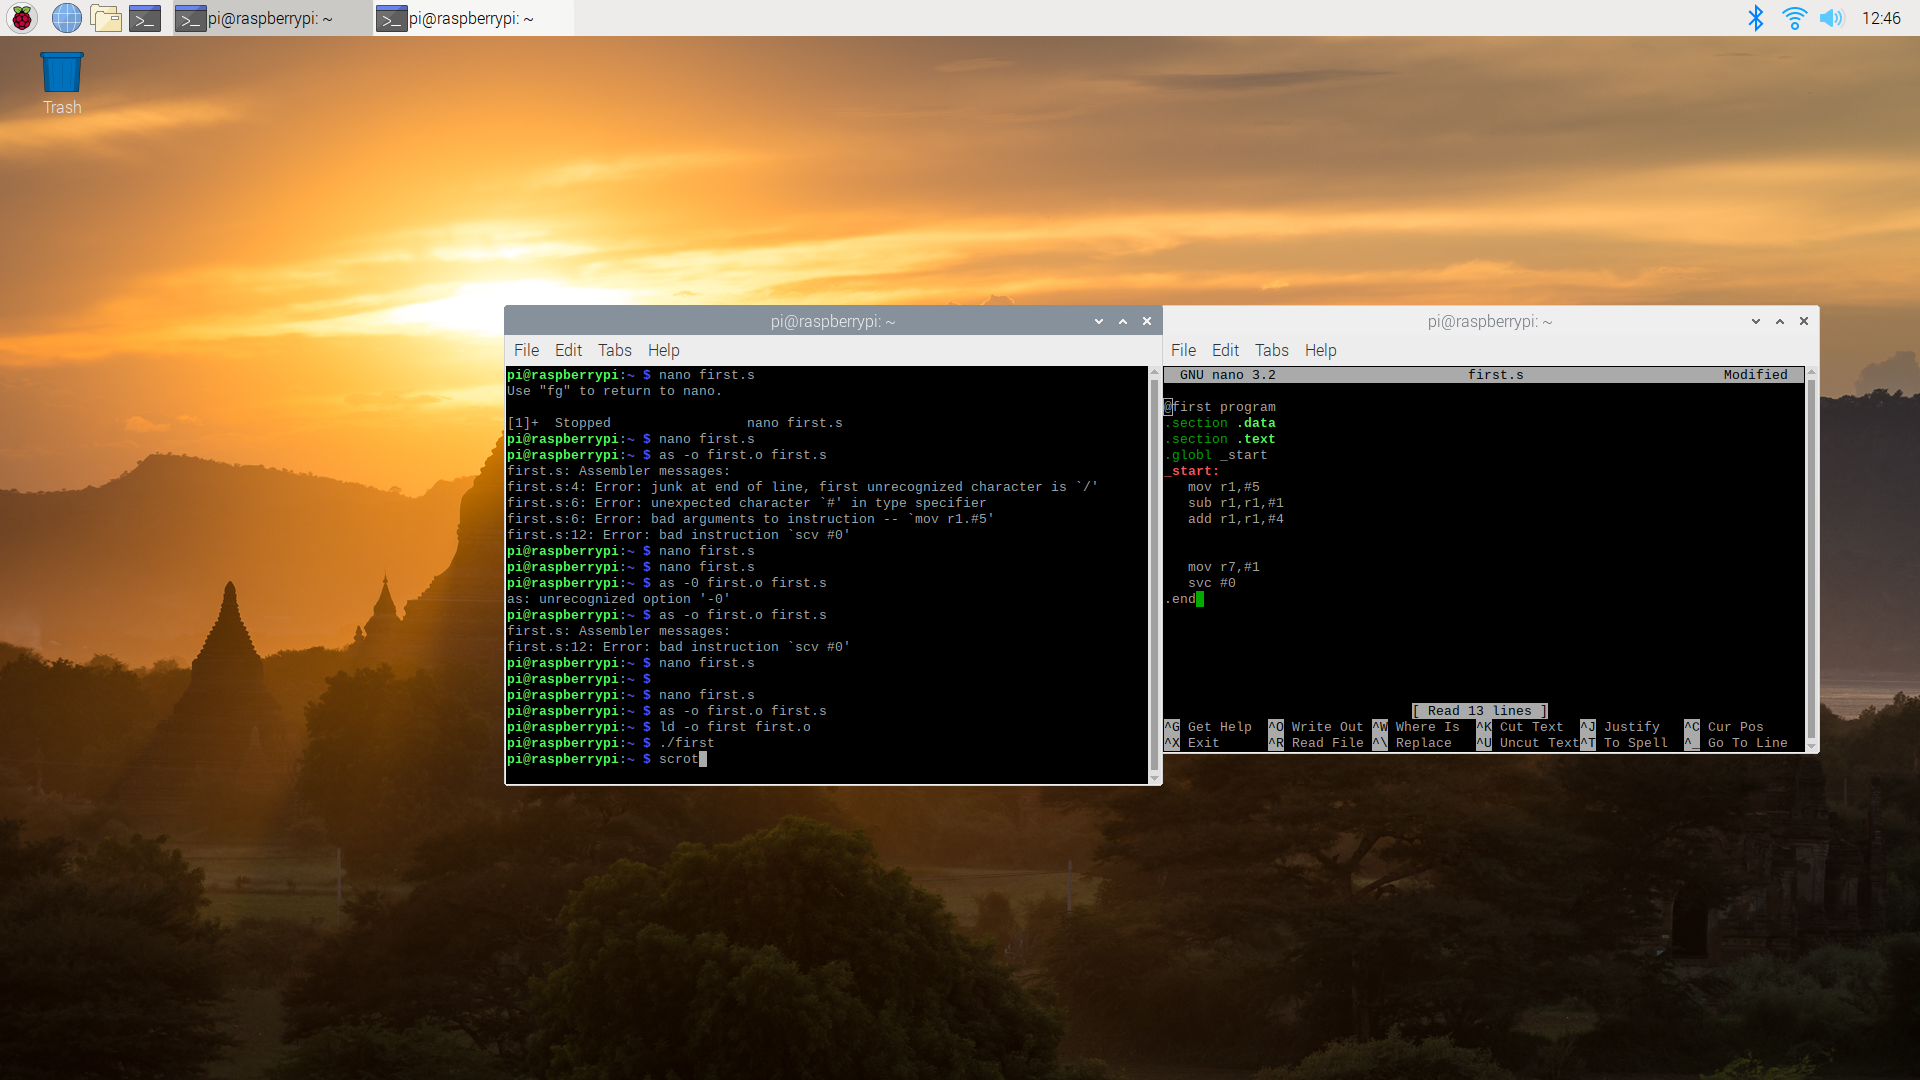 pi@raspberrypi: ~
pi@raspberrypi: ~
12:46
Trash
pi@raspberrypi: ~
File Edit Tabs Help
pi@raspberrypi:~ $ nano first.s
Use "fg" to return to nano.
[1]+  Stopped                 nano first.s
pi@raspberrypi:~ $ nano first.s
pi@raspberrypi:~ $ as -o first.o first.s
first.s: Assembler messages:
first.s:4: Error: junk at end of line, first unrecognized character is `/'
first.s:6: Error: unexpected character `#' in type specifier
first.s:6: Error: bad arguments to instruction -- `mov r1.#5'
first.s:12: Error: bad instruction `scv #0'
pi@raspberrypi:~ $ nano first.s
pi@raspberrypi:~ $ nano first.s
pi@raspberrypi:~ $ as -0 first.o first.s
as: unrecognized option '-0'
pi@raspberrypi:~ $ as -o first.o first.s
first.s: Assembler messages:
first.s:12: Error: bad instruction `scv #0'
pi@raspberrypi:~ $ nano first.s
pi@raspberrypi:~ $
pi@raspberrypi:~ $ nano first.s
pi@raspberrypi:~ $ as -o first.o first.s
pi@raspberrypi:~ $ ld -o first first.o
pi@raspberrypi:~ $ ./first
pi@raspberrypi:~ $ scrot
pi@raspberrypi: ~
File Edit Tabs Help
GNU nano 3.2 first.s Modified
@first program
.section .data
.section .text
.globl _start
_start:
mov r1,#5
sub r1,r1,#1
add r1,r1,#4
mov r7,#1
svc #0
.end
[ Read 13 lines ]
^G Get Help ^O Write Out ^W Where Is ^K Cut Text ^J Justify ^C Cur Pos
^X Exit ^R Read File ^\ Replace ^U Uncut Text ^T To Spell ^_ Go To Line